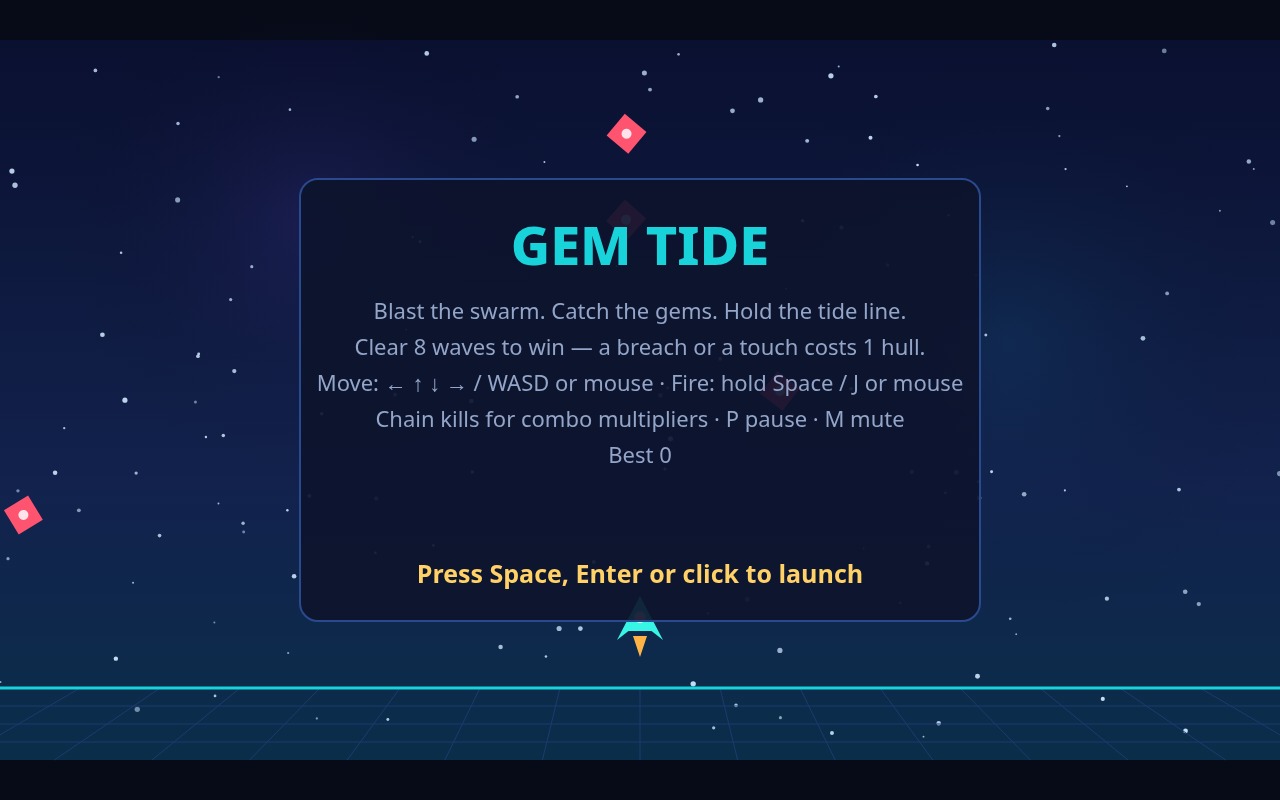 GEM TIDE
Blast the swarm. Catch the gems. Hold the tide line.
Clear 8 waves to win — a breach or a touch costs 1 hull.
Move: ← ↑ ↓ → / WASD or mouse · Fire: hold Space / J or mouse
Chain kills for combo multipliers · P pause · M mute
Best 0
Press Space, Enter or click to launch